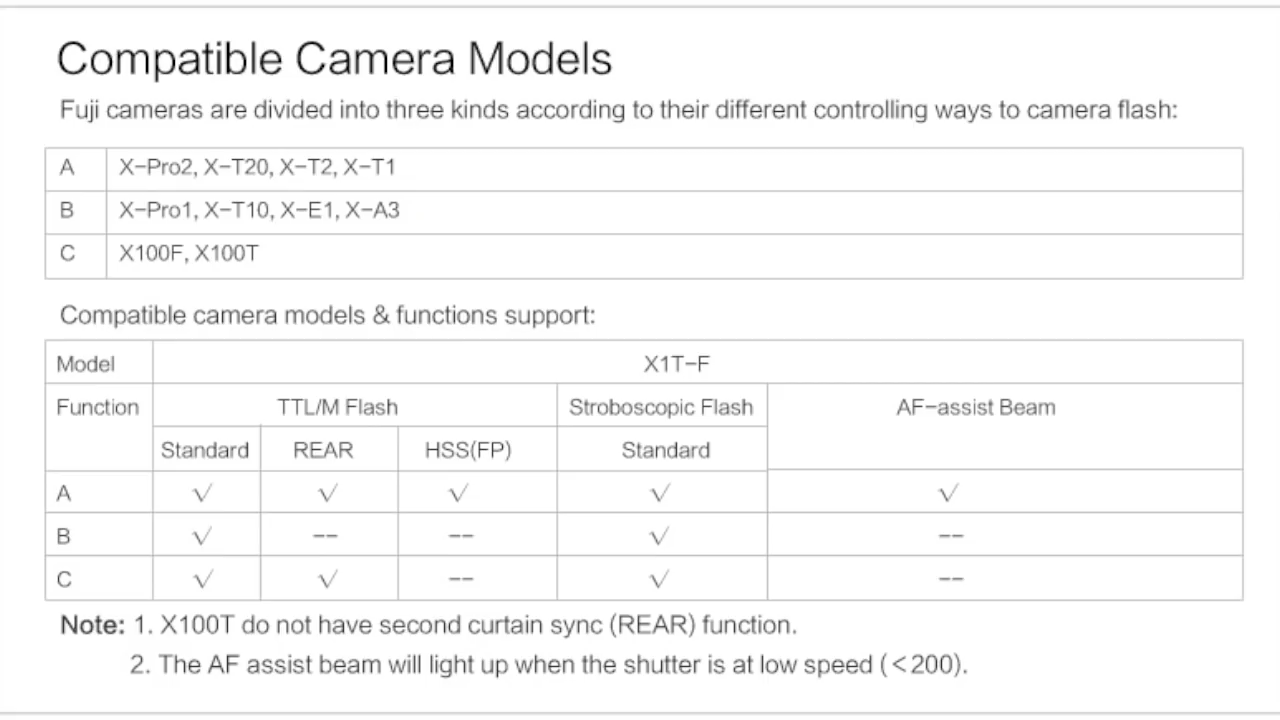 Compatible Camera Models
Fuji cameras are divided into three kinds according to their different controlling ways to camera flash:
A X-Pro2, X-T20, X-T2, X-T1
B X-Pro1, X-T10, X-E1, X-A3
C X100F, X100T
Compatible camera models & functions support:
Model X1T-F
Function TTL/M Flash Stroboscopic Flash AF-assist Beam
Standard REAR HSS(FP) Standard
A √ √ √ √ √
B √ -- -- √ --
C √ √ -- √ --
Note: 1. X100T do not have second curtain sync (REAR) function.
2. The AF assist beam will light up when the shutter is at low speed (<200).